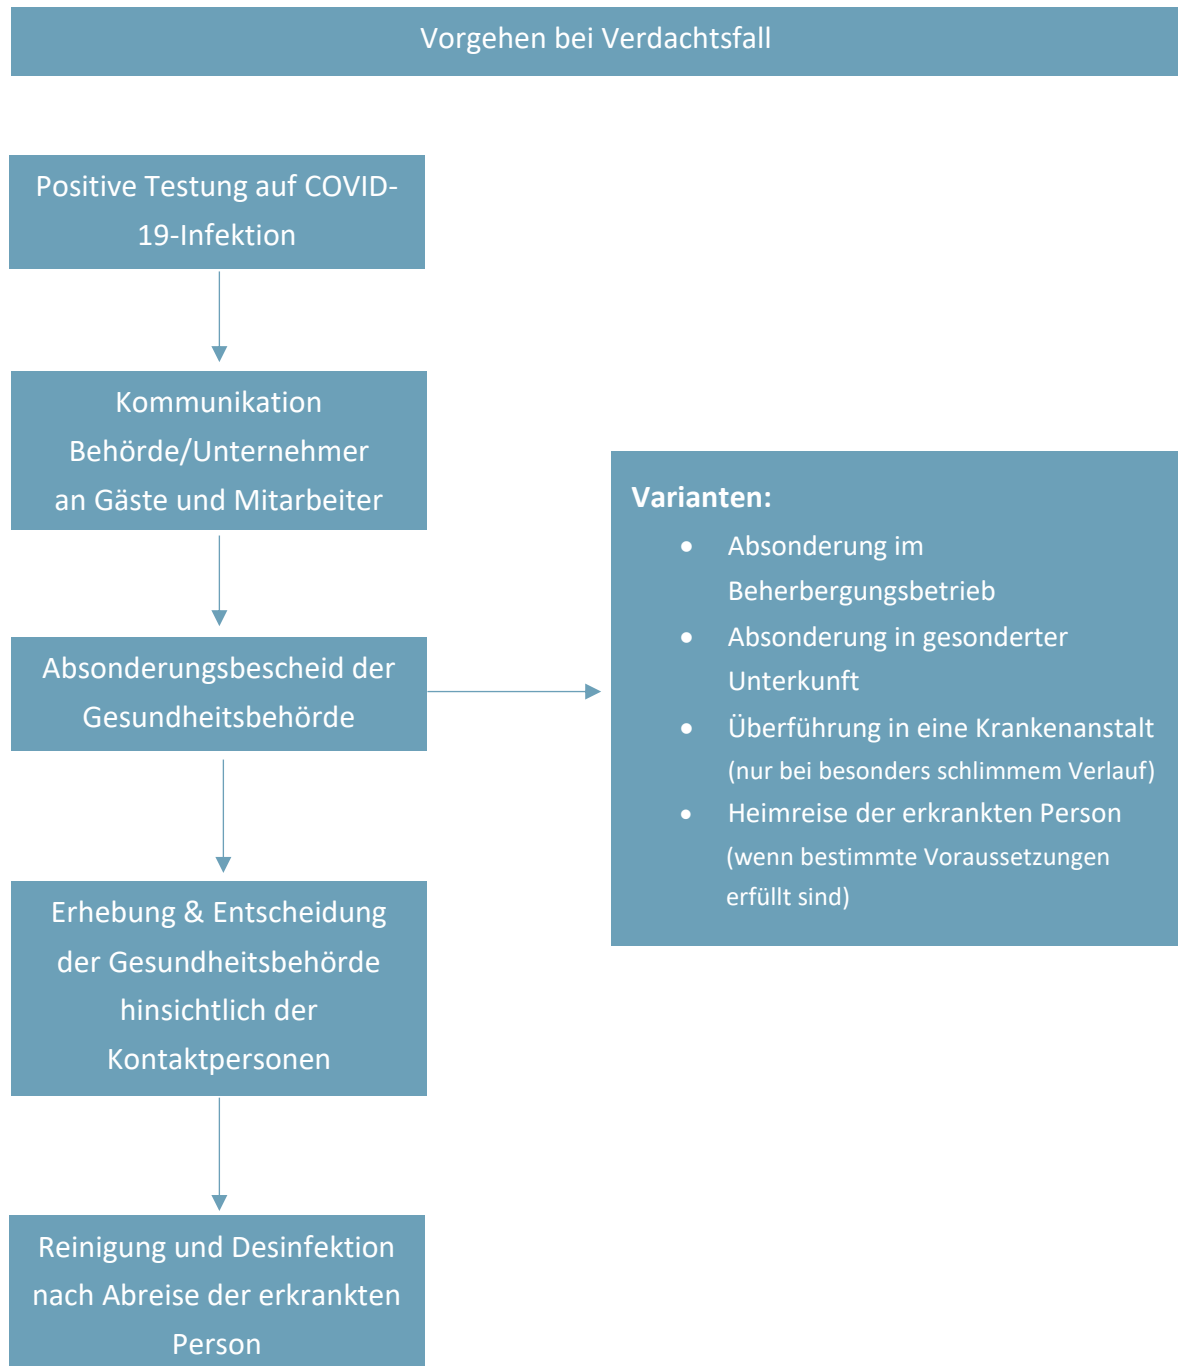 Vorgehen bei Verdachtsfall
Positive Testung auf COVID-
19-Infektion
Kommunikation
Behörde/Unternehmer
an Gäste und Mitarbeiter
Absonderungsbescheid der
Gesundheitsbehörde
Varianten:
• Absonderung im
Beherbergungsbetrieb
• Absonderung in gesonderter
Unterkunft
• Überführung in eine Krankenanstalt
(nur bei besonders schlimmem Verlauf)
• Heimreise der erkrankten Person
(wenn bestimmte Voraussetzungen
erfüllt sind)
Erhebung & Entscheidung
der Gesundheitsbehörde
hinsichtlich der
Kontaktpersonen
Reinigung und Desinfektion
nach Abreise der erkrankten
Person